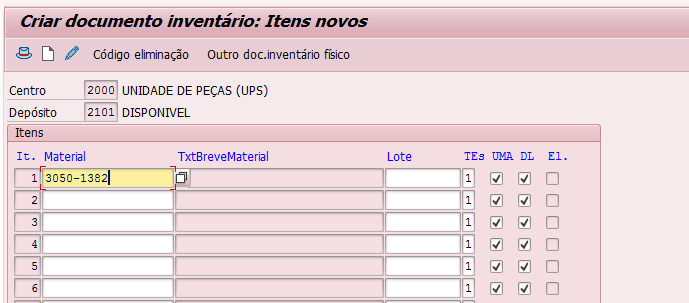 Criar documento inventário: Itens novos
Código eliminação Outro doc.inventário físico
Centro 2000 UNIDADE DE PEÇAS (UPS)
Depósito 2101 DISPONIVEL
Itens
It. Material TxtBreveMaterial Lote TEs UMA DL El.
1 3050-1382 1
2 1
3 1
4 1
5 1
6 1